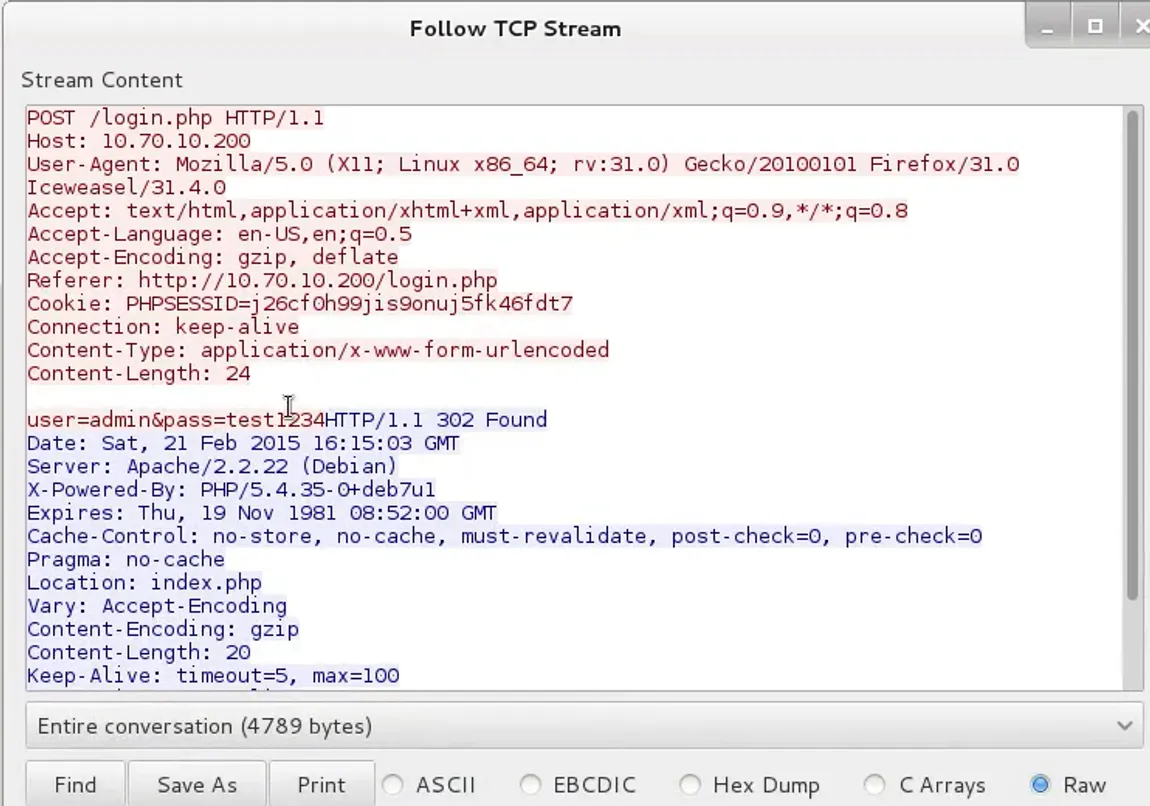 Follow TCP Stream
Stream Content
POST /login.php HTTP/1.1
Host: 10.70.10.200
User-Agent: Mozilla/5.0 (X11; Linux x86_64; rv:31.0) Gecko/20100101 Firefox/31.0
Iceweasel/31.4.0
Accept: text/html,application/xhtml+xml,application/xml;q=0.9,*/*;q=0.8
Accept-Language: en-US,en;q=0.5
Accept-Encoding: gzip, deflate
Referer: http://10.70.10.200/login.php
Cookie: PHPSESSID=j26cf0h99jis9onuj5fk46fdt7
Connection: keep-alive
Content-Type: application/x-www-form-urlencoded
Content-Length: 24
user=admin&pass=test1234HTTP/1.1 302 Found
Date: Sat, 21 Feb 2015 16:15:03 GMT
Server: Apache/2.2.22 (Debian)
X-Powered-By: PHP/5.4.35-0+deb7u1
Expires: Thu, 19 Nov 1981 08:52:00 GMT
Cache-Control: no-store, no-cache, must-revalidate, post-check=0, pre-check=0
Pragma: no-cache
Location: index.php
Vary: Accept-Encoding
Content-Encoding: gzip
Content-Length: 20
Keep-Alive: timeout=5, max=100
Entire conversation (4789 bytes)
Find Save As Print ASCII EBCDIC Hex Dump C Arrays Raw